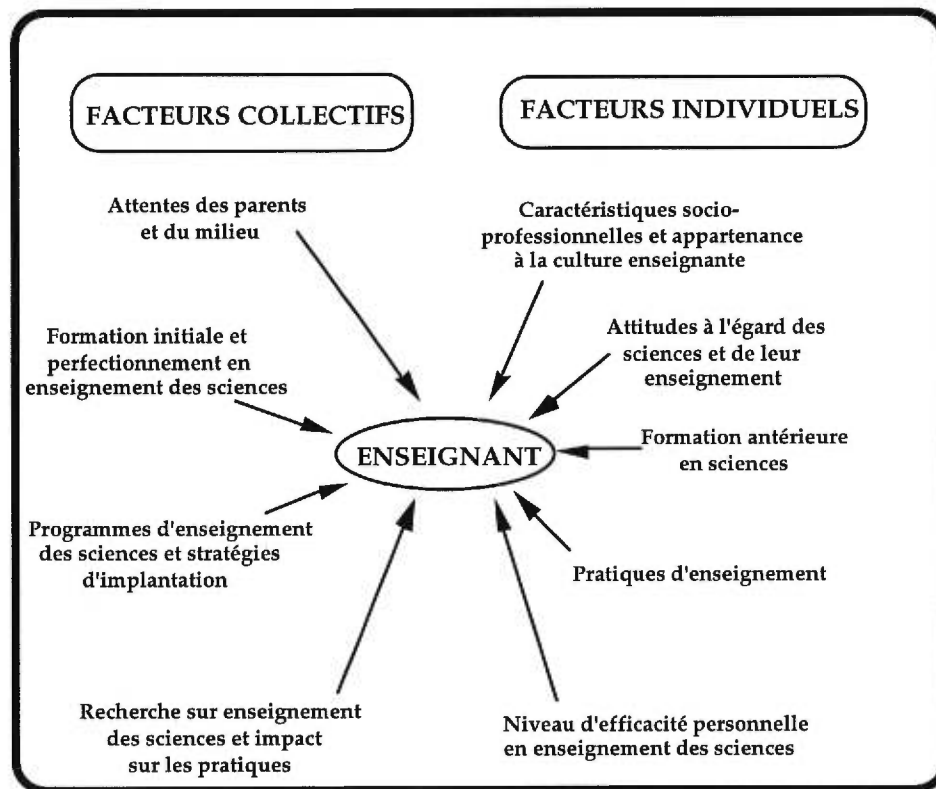 FACTEURS COLLECTIFS
FACTEURS INDIVIDUELS
Attentes des parents
et du milieu
Caractéristiques socio-
professionnelles et appartenance
à la culture enseignante
Formation initiale et
perfectionnement en
enseignement des sciences
Attitudes à l'égard des
sciences et de leur
enseignement
ENSEIGNANT
Formation antérieure
en sciences
Programmes d'enseignement
des sciences et stratégies
d'implantation
Pratiques d'enseignement
Recherche sur enseignement
des sciences et impact
sur les pratiques
Niveau d'efficacité personnelle
en enseignement des sciences